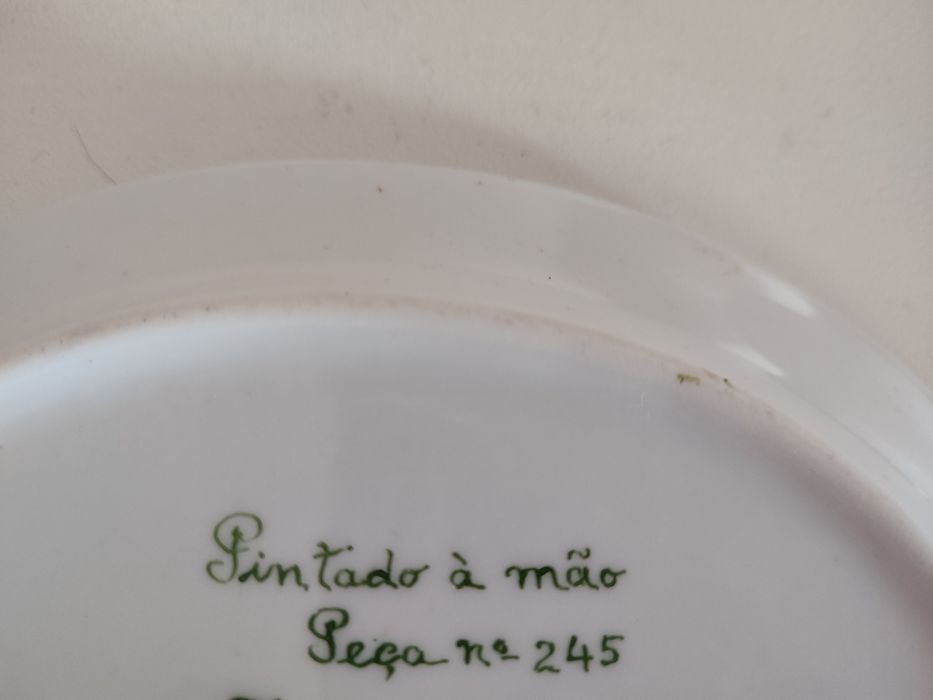 Pintado à mão
Peça nº 245